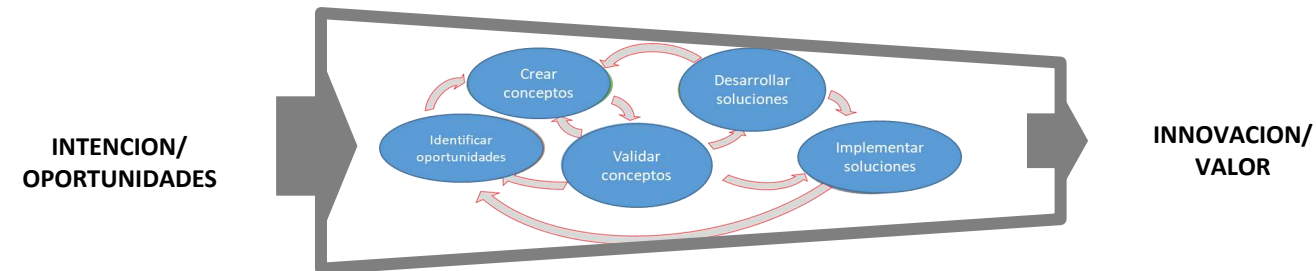 INTENCION/
OPORTUNIDADES
Identificar
oportunidades
Crear
conceptos
Validar
conceptos
Desarrollar
soluciones
Implementar
soluciones
INNOVACION/
VALOR